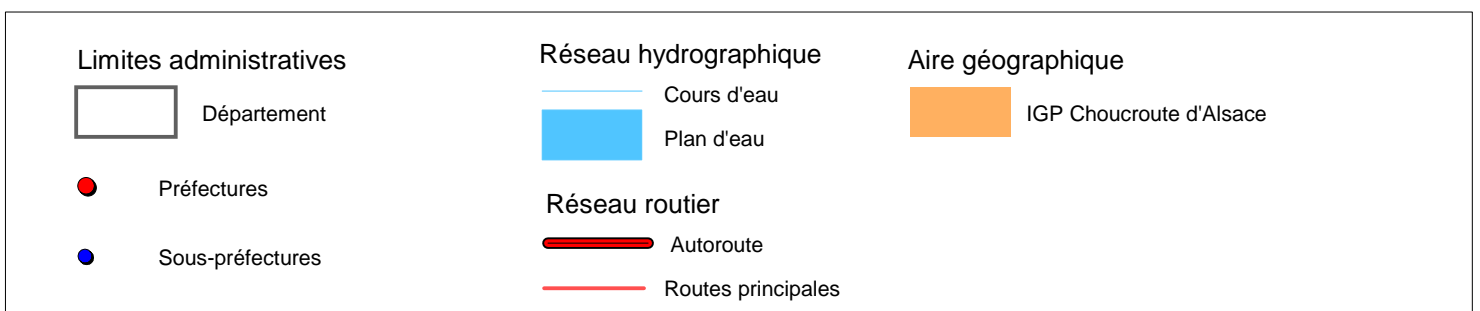 Limites administratives
Département
Préfectures
Sous-préfectures
Réseau hydrographique
Cours d'eau
Plan d'eau
Réseau routier
Autoroute
Routes principales
Aire géographique
IGP Choucroute d'Alsace